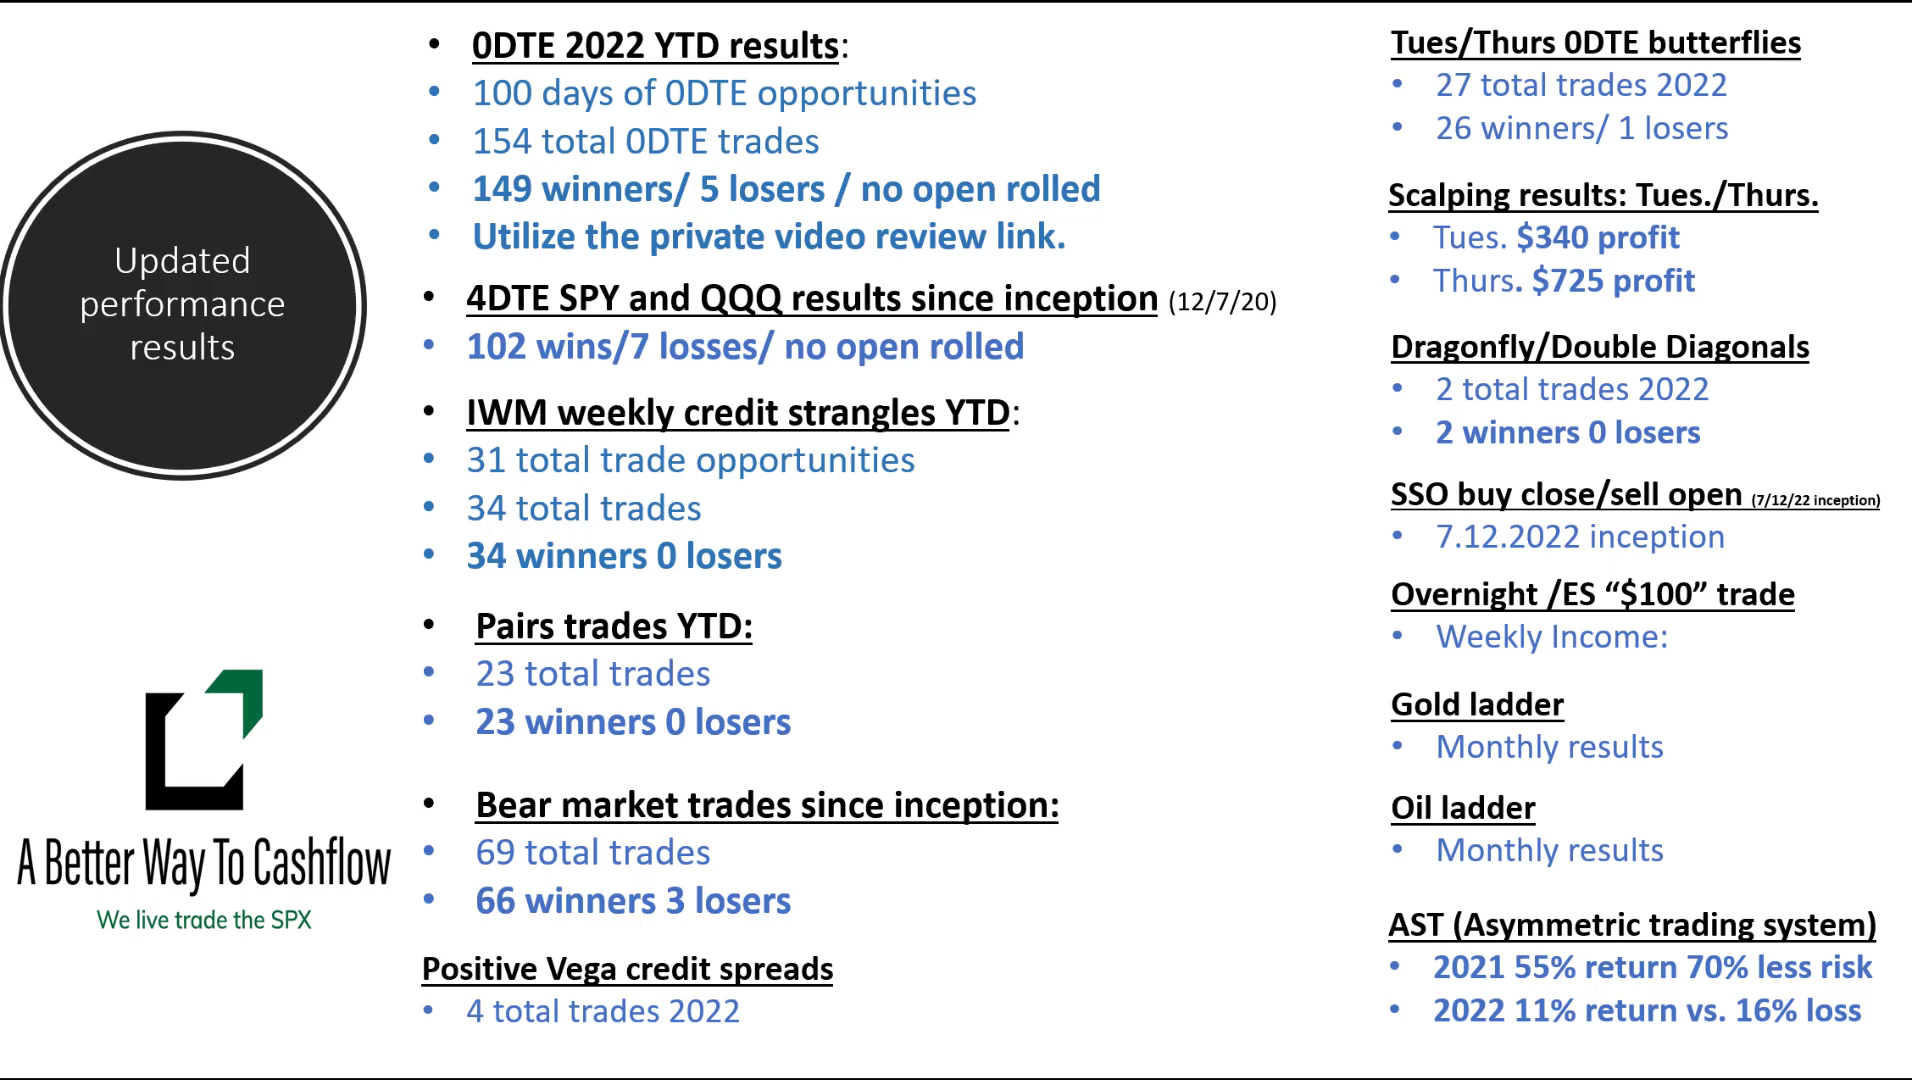 Updated
performance
results
A Better Way To Cashflow
We live trade the SPX
• 0DTE 2022 YTD results:
• 100 days of 0DTE opportunities
• 154 total 0DTE trades
• 149 winners/ 5 losers / no open rolled
• Utilize the private video review link.
• 4DTE SPY and QQQ results since inception (12/7/20)
• 102 wins/7 losses/ no open rolled
• IWM weekly credit strangles YTD:
• 31 total trade opportunities
• 34 total trades
• 34 winners 0 losers
• Pairs trades YTD:
• 23 total trades
• 23 winners 0 losers
• Bear market trades since inception:
• 69 total trades
• 66 winners 3 losers
Positive Vega credit spreads
• 4 total trades 2022
Tues/Thurs 0DTE butterflies
• 27 total trades 2022
• 26 winners/ 1 losers
Scalping results: Tues./Thurs.
• Tues. $340 profit
• Thurs. $725 profit
Dragonfly/Double Diagonals
• 2 total trades 2022
• 2 winners 0 losers
SSO buy close/sell open (7/12/22 inception)
• 7.12.2022 inception
Overnight /ES “$100” trade
• Weekly Income:
Gold ladder
• Monthly results
Oil ladder
• Monthly results
AST (Asymmetric trading system)
• 2021 55% return 70% less risk
• 2022 11% return vs. 16% loss